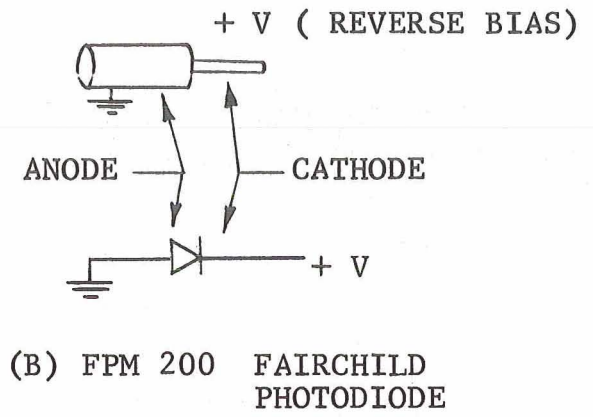 + V ( REVERSE BIAS)
ANODE
CATHODE
+ V
(B) FPM 200 FAIRCHILD
PHOTODIODE